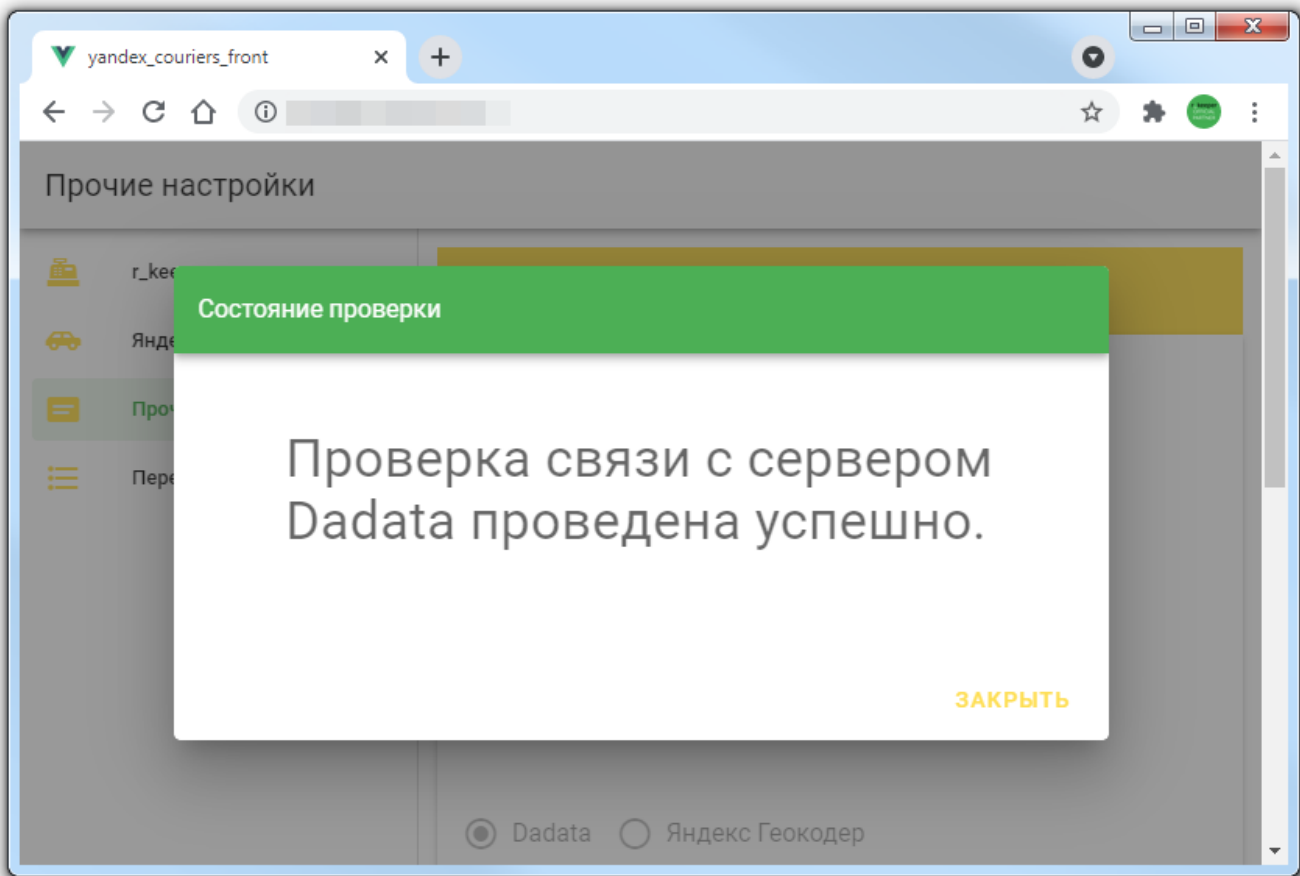 yandex_couriers_front
Прочие настройки
r_kee
Состояние проверки
Янде
Проч
Пере
Проверка связи с сервером
Dadata проведена успешно.
ЗАКРЫТЬ
Dadata
Яндекс Геокодер